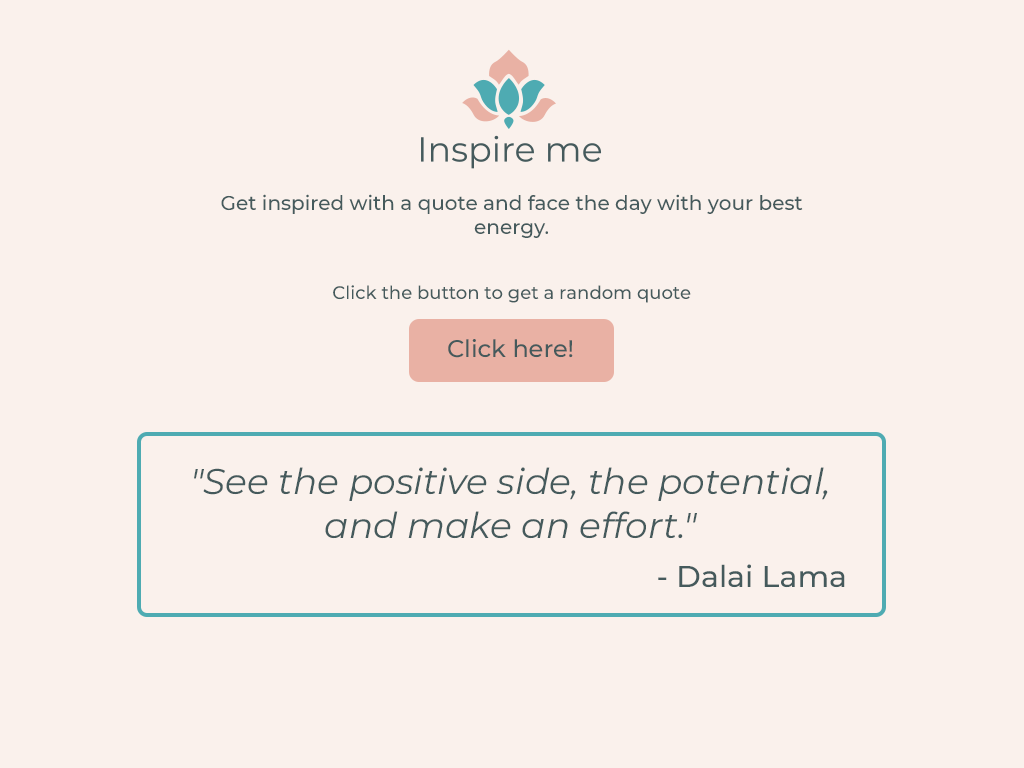 Inspire me
Get inspired with a quote and face the day with your best
energy.
Click the button to get a random quote
Click here!
"See the positive side, the potential,
and make an effort."
- Dalai Lama